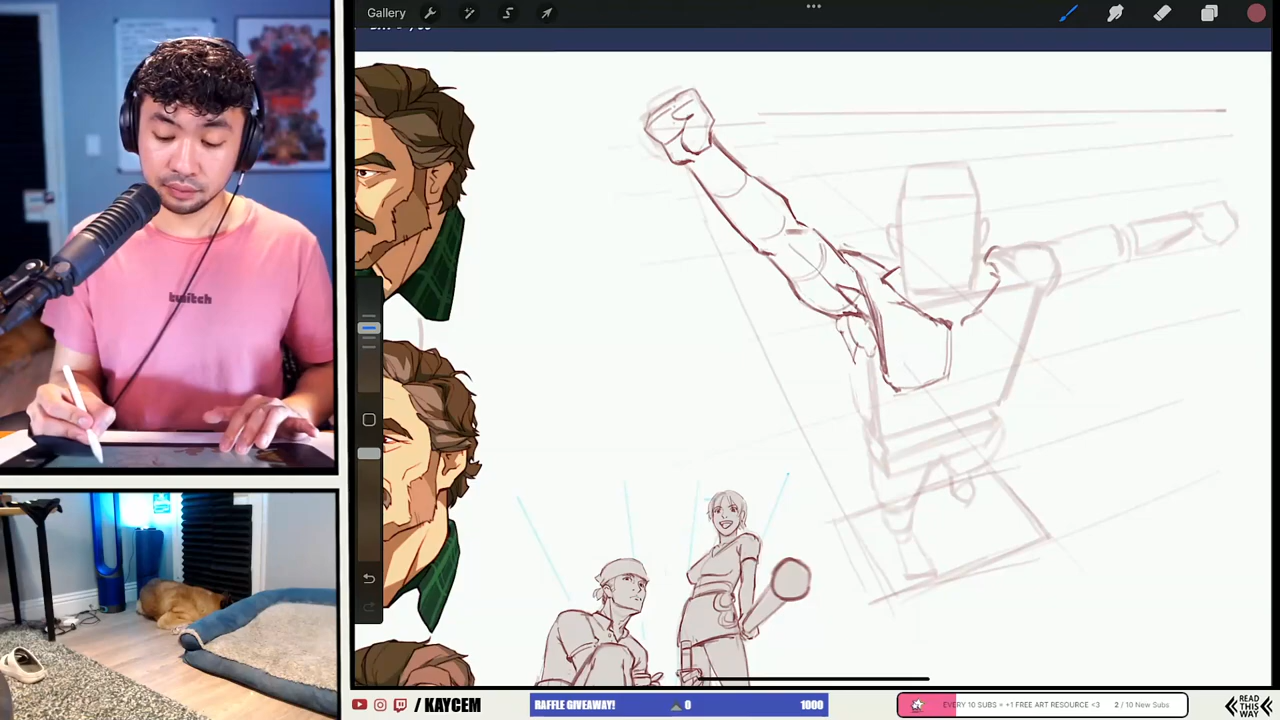 Gallery
twitch
/ KAYCEM
RAFFLE GIVEAWAY!
0
1000
EVERY 10 SUBS = +1 FREE ART RESOURCE <3
2 / 10 New Subs
READ
THIS
WAY